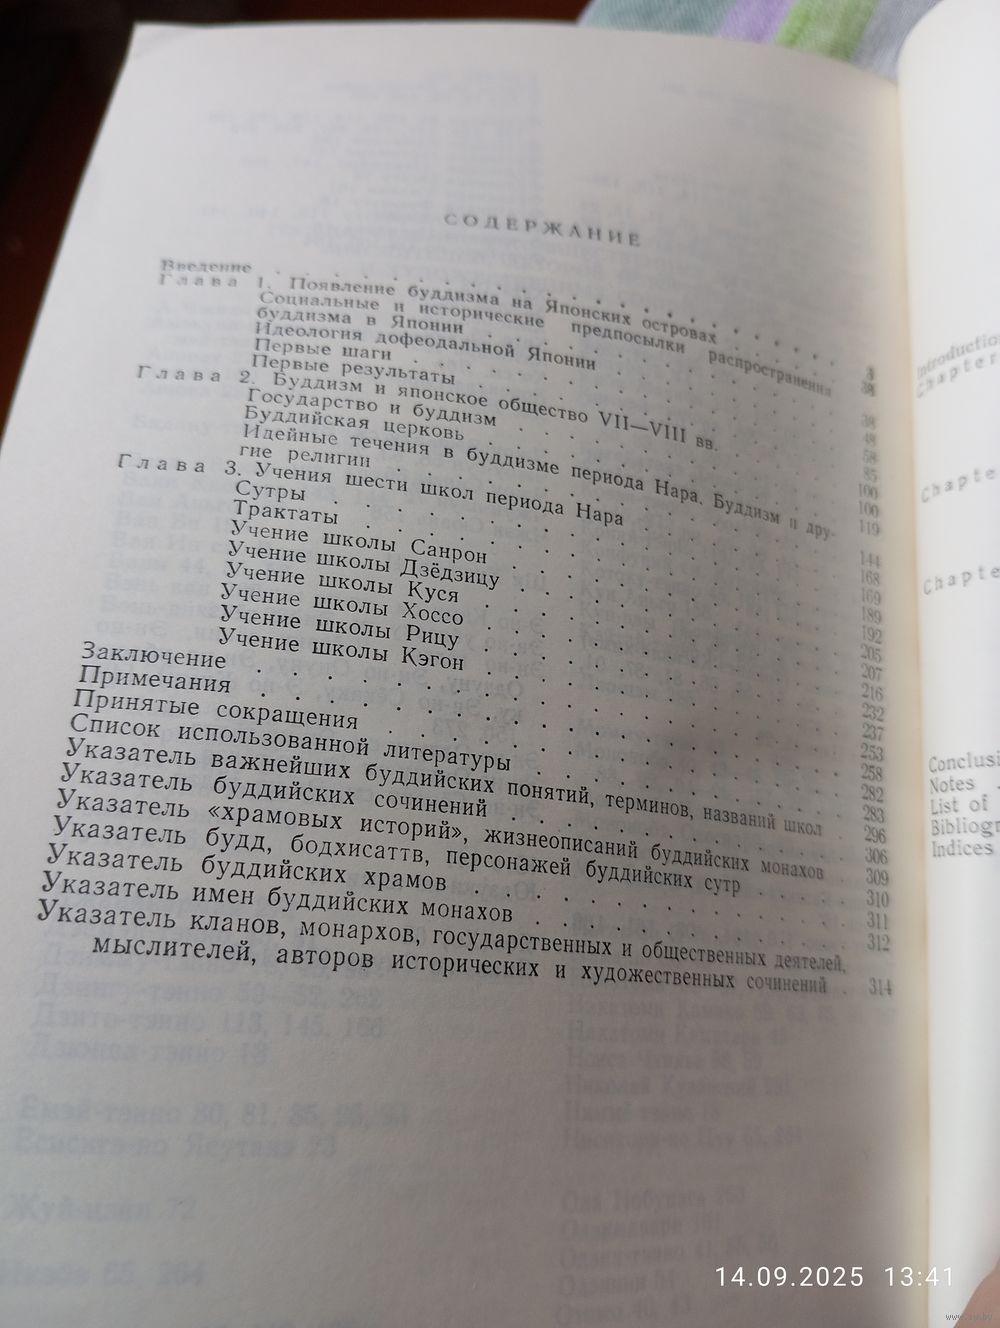 СОДЕРЖАНИЕ
Введение . . . . . . . . . . 3
Глава 1. Появление буддизма на Японских островах . . . . 38
Социальные и исторические предпосылки распространения
буддизма в Японии . . . . . . . . 38
Идеология дофеодальной Японии . . . . . . 48
Первые шаги . . . . . . . . . . 58
Первые результаты . . . . . . . . . 85
Глава 2. Буддизм и японское общество VII—VIII вв. . . . 100
Государство и буддизм . . . . . . . . 100
Буддийская церковь . . . . . . . . . 119
Идейные течения в буддизме периода Нара. Буддизм и дру-
гие религии . . . . . . . . . . 144
Глава 3. Учения шести школ периода Нара . . . . . 168
Сутры . . . . . . . . . . . 169
Трактаты . . . . . . . . . . 189
Учение школы Санрон . . . . . . . . 192
Учение школы Дзёдзицу . . . . . . . . 205
Учение школы Куся . . . . . . . . . 207
Учение школы Хоссо . . . . . . . . . 216
Учение школы Рицу . . . . . . . . . 232
Учение школы Кэгон . . . . . . . . . 237
Заключение . . . . . . . . . . . 253
Примечания . . . . . . . . . . . 258
Принятые сокращения . . . . . . . . . 282
Список использованной литературы . . . . . . . 283
Указатель важнейших буддийских понятий, терминов, названий школ . 296
Указатель буддийских сочинений . . . . . . . 306
Указатель «храмовых историй», жизнеописаний буддийских монахов . 309
Указатель будд, бодхисаттв, персонажей буддийских сутр . . . 310
Указатель буддийских храмов . . . . . . . . 311
Указатель имен буддийских монахов . . . . . . . 312
Указатель кланов, монархов, государственных и общественных деятелей,
мыслителей, авторов исторических и художественных сочинений . 314
Introduction
Chapter
Chapte
Chapte
Conclusi
Notes
List of
Bibliogr
Indices
14.09.2025 13:41